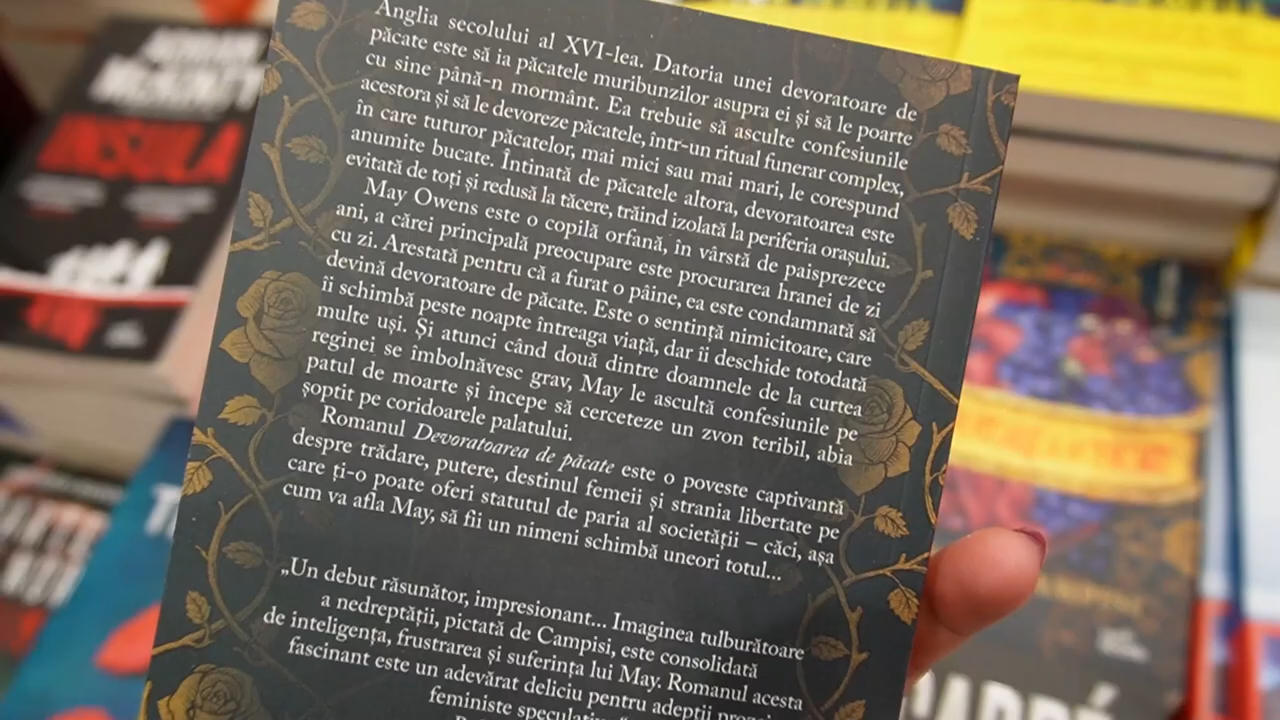 Anglia secolului al XVI-lea. Datoria unei devoratoare de
păcate este să ia păcatele muribunzilor asupra ei și să le poarte
cu sine până-n mormânt. Ea trebuie să asculte confesiunile
acestora și să le devoreze păcatele, într-un ritual funerar complex,
în care tuturor păcatelor, mai mici sau mai mari, le corespund
anumite bucate. Întinată de păcatele altora, devoratoarea este
evitată de toți și redusă la tăcere, trăind izolată la periferia orașului.
May Owens este o copilă orfană, în vârstă de paisprezece
ani, a cărei principală preocupare este procurarea hranei de zi
cu zi. Arestată pentru că a furat o pâine, ea este condamnată să
devină devoratoare de păcate. Este o sentință nimicitoare, care
îi schimbă peste noapte întreaga viață, dar îi deschide totodată
multe uși. Și atunci când două dintre doamnele de la curtea
reginei se îmbolnăvesc grav, May le ascultă confesiunile pe
patul de moarte și începe să cerceteze un zvon teribil, abia
șoptit pe coridoarele palatului.
Romanul Devoratoarea de păcate este o poveste captivantă
despre trădare, putere, destinul femeii și strania libertate pe
care ți-o poate oferi statutul de paria al societății – căci, așa
cum va afla May, să fii un nimeni schimbă uneori totul...
„Un debut răsunător, impresionant... Imaginea tulburătoare
a nedreptății, pictată de Campisi, este consolidată
de inteligența, frustrarea și suferința lui May. Romanul acesta
fascinant este un adevărat deliciu pentru adepții
feministe
INSULA